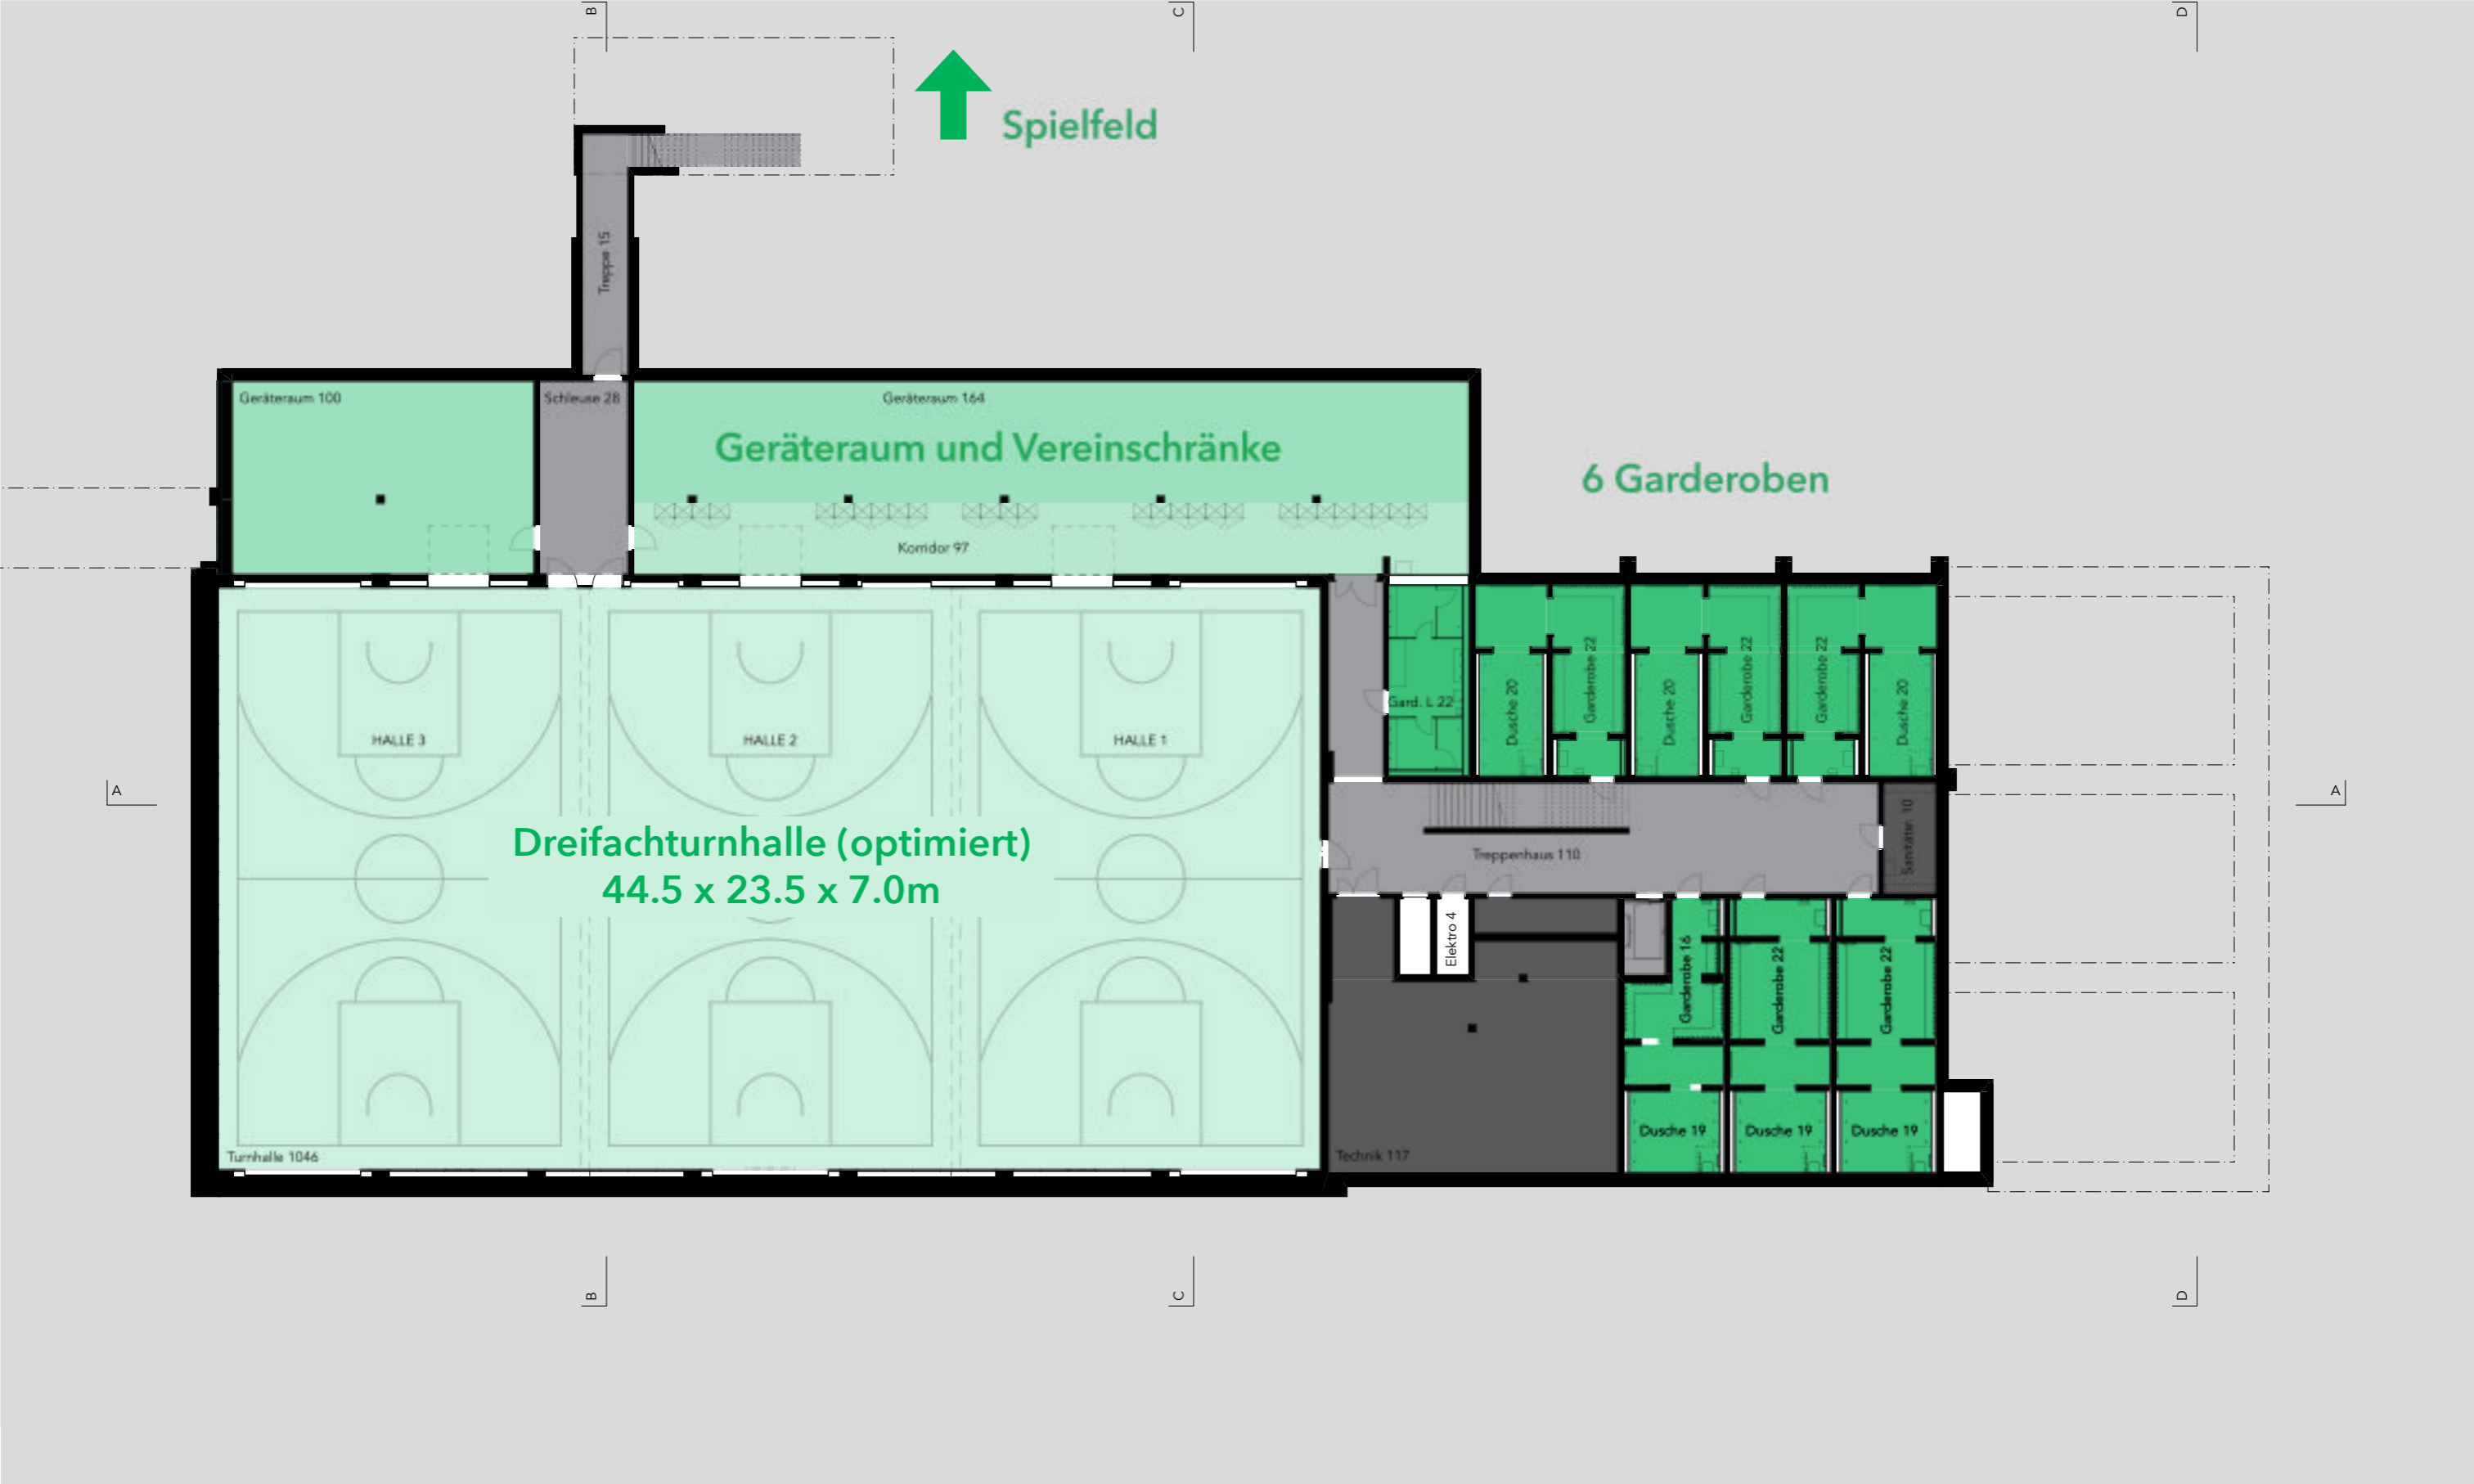 B
C
D
Spielfeld
Treppe 15
Geräteraum 100
Schleuse 28
Geräteraum 164
Geräteraum und Vereinschränke
6 Garderoben
Korridor 97
HALLE 3
HALLE 2
HALLE 1
Gard. L 22
Dusche 20
Garderobe 22
Dusche 20
Garderobe 22
Garderobe 22
Dusche 20
A
A
Dreifachturnhalle (optimiert)
44.5 x 23.5 x 7.0m
Treppenhaus 110
Sanitätsr. 10
Elektro 4
Garderobe 16
Garderobe 22
Garderobe 22
Dusche 19
Dusche 19
Dusche 19
Turnhalle 1046
Technik 117
B
C
D